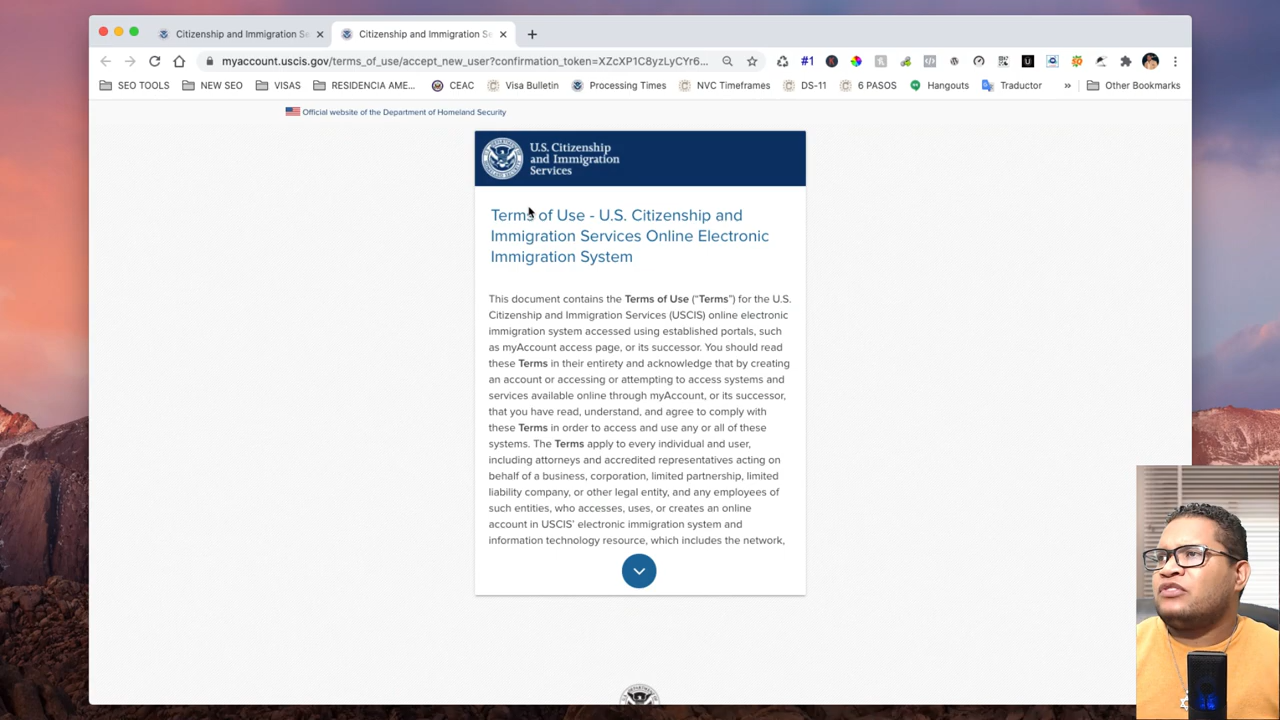 Citizenship and Immigration Se
Citizenship and Immigration Se
myaccount.uscis.gov/terms_of_use/accept_new_user?confirmation_token=XZcXP1C8yzLyCYr6...
#1
SEO TOOLS
NEW SEO
VISAS
RESIDENCIA AME...
CEAC
Visa Bulletin
Processing Times
NVC Timeframes
DS-11
6 PASOS
Hangouts
Traductor
»
Other Bookmarks
Official website of the Department of Homeland Security
U.S. Citizenship
and Immigration
Services
Terms of Use - U.S. Citizenship and
Immigration Services Online Electronic
Immigration System
This document contains the Terms of Use (“Terms”) for the U.S.
Citizenship and Immigration Services (USCIS) online electronic
immigration system accessed using established portals, such
as myAccount access page, or its successor. You should read
these Terms in their entirety and acknowledge that by creating
an account or accessing or attempting to access systems and
services available online through myAccount, or its successor,
that you have read, understand, and agree to comply with
these Terms in order to access and use any or all of these
systems. The Terms apply to every individual and user,
including attorneys and accredited representatives acting on
behalf of a business, corporation, limited partnership, limited
liability company, or other legal entity, and any employees of
such entities, who accesses, uses, or creates an online
account in USCIS’ electronic immigration system and
information technology resource, which includes the network,